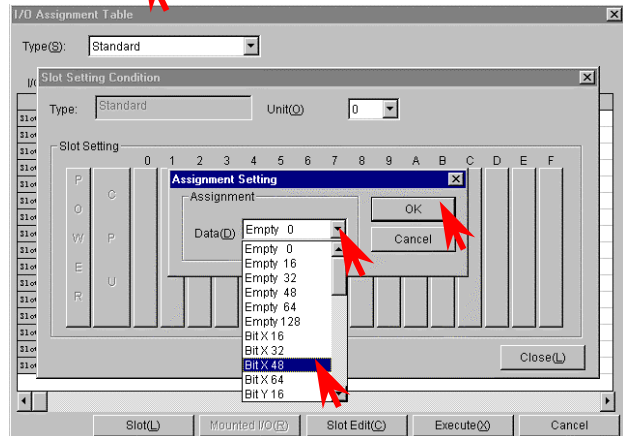 I/O Assignment Table
Type(S): Standard
Slot Setting Condition
Type: Standard Unit(O) 0
Slot Setting
0 1 2 3 4 5 6 7 8 9 A B C D E F
POWER
CPU
Assignment Setting
Assignment
Data(D) Empty 0
OK
Cancel
Empty 0
Empty 16
Empty 32
Empty 48
Empty 64
Empty 128
Bit X 16
Bit X 32
Bit X 48
Bit X 64
Bit Y 16
Close(L)
Slot(L) Mounted I/O(R) Slot Edit(C) Execute(X) Cancel